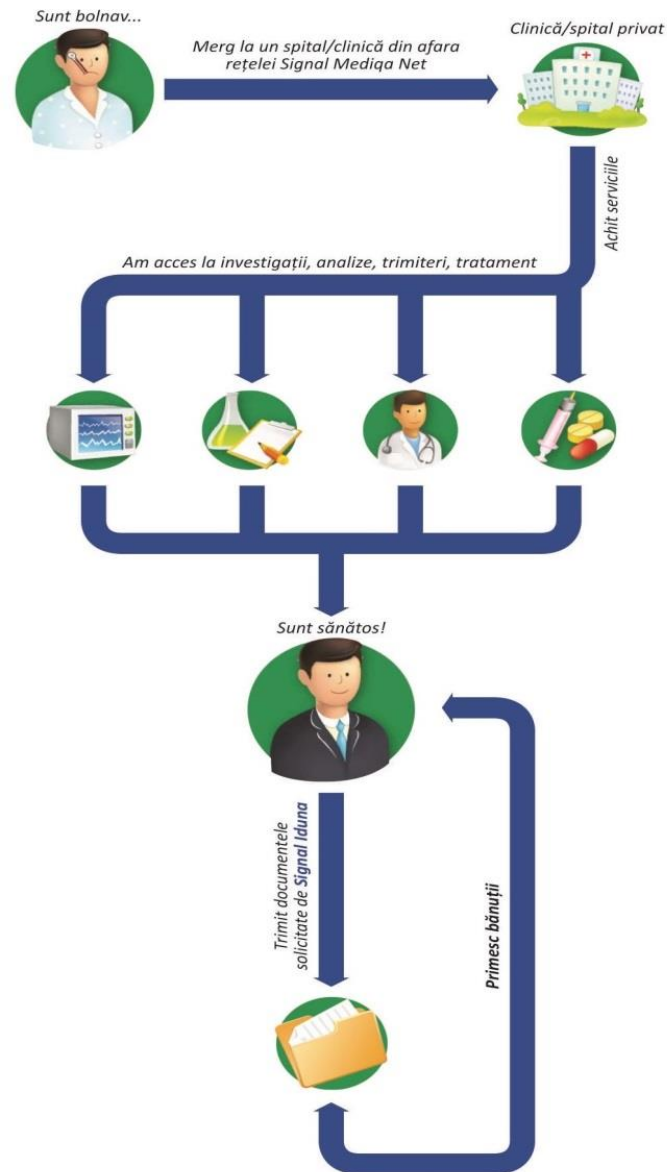 Sunt bolnav...
Merg la un spital/clinică din afara
rețelei Signal Mediqa Net
Clinică/spital privat
Achit serviciile
Am acces la investigații, analize, trimiteri, tratament
Sunt sănătos!
Trimit documentele
solicitate de Signal Iduna
Primesc bănuții